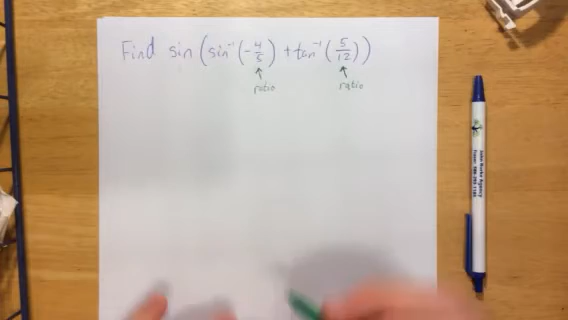 Find sin(sin⁻¹(-4/5) + tan⁻¹(5/12))
ratio ratio